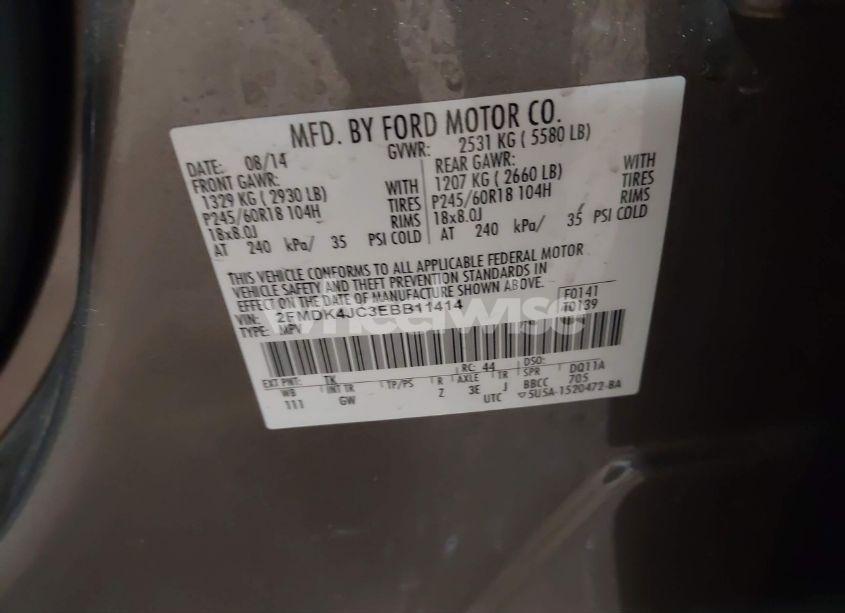 MFD. BY FORD MOTOR CO.
DATE: 08/14 GVWR: 2531 KG ( 5580 LB)
FRONT GAWR: REAR GAWR:
1329 KG ( 2930 LB) WITH 1207 KG ( 2660 LB) WITH
P245/60R18 104H TIRES P245/60R18 104H TIRES
18x8.0J RIMS 18x8.0J RIMS
AT 240 kPa/ 35 PSI COLD AT 240 kPa/ 35 PSI COLD
THIS VEHICLE CONFORMS TO ALL APPLICABLE FEDERAL MOTOR
VEHICLE SAFETY AND THEFT PREVENTION STANDARDS IN
EFFECT ON THE DATE OF MANUFACTURE SHOWN ABOVE.
VIN: 2FMDK4JC3EBB11414 F0141
TYPE: MPV T0139
wheelwise
EXT PNT: TK RC: 44 DSO:
WB INT TR TP/PS R AXLE TR SPR DQ11A
111 GW Z 3E J BBCC 705
UTC 5U5A-1520472-BA